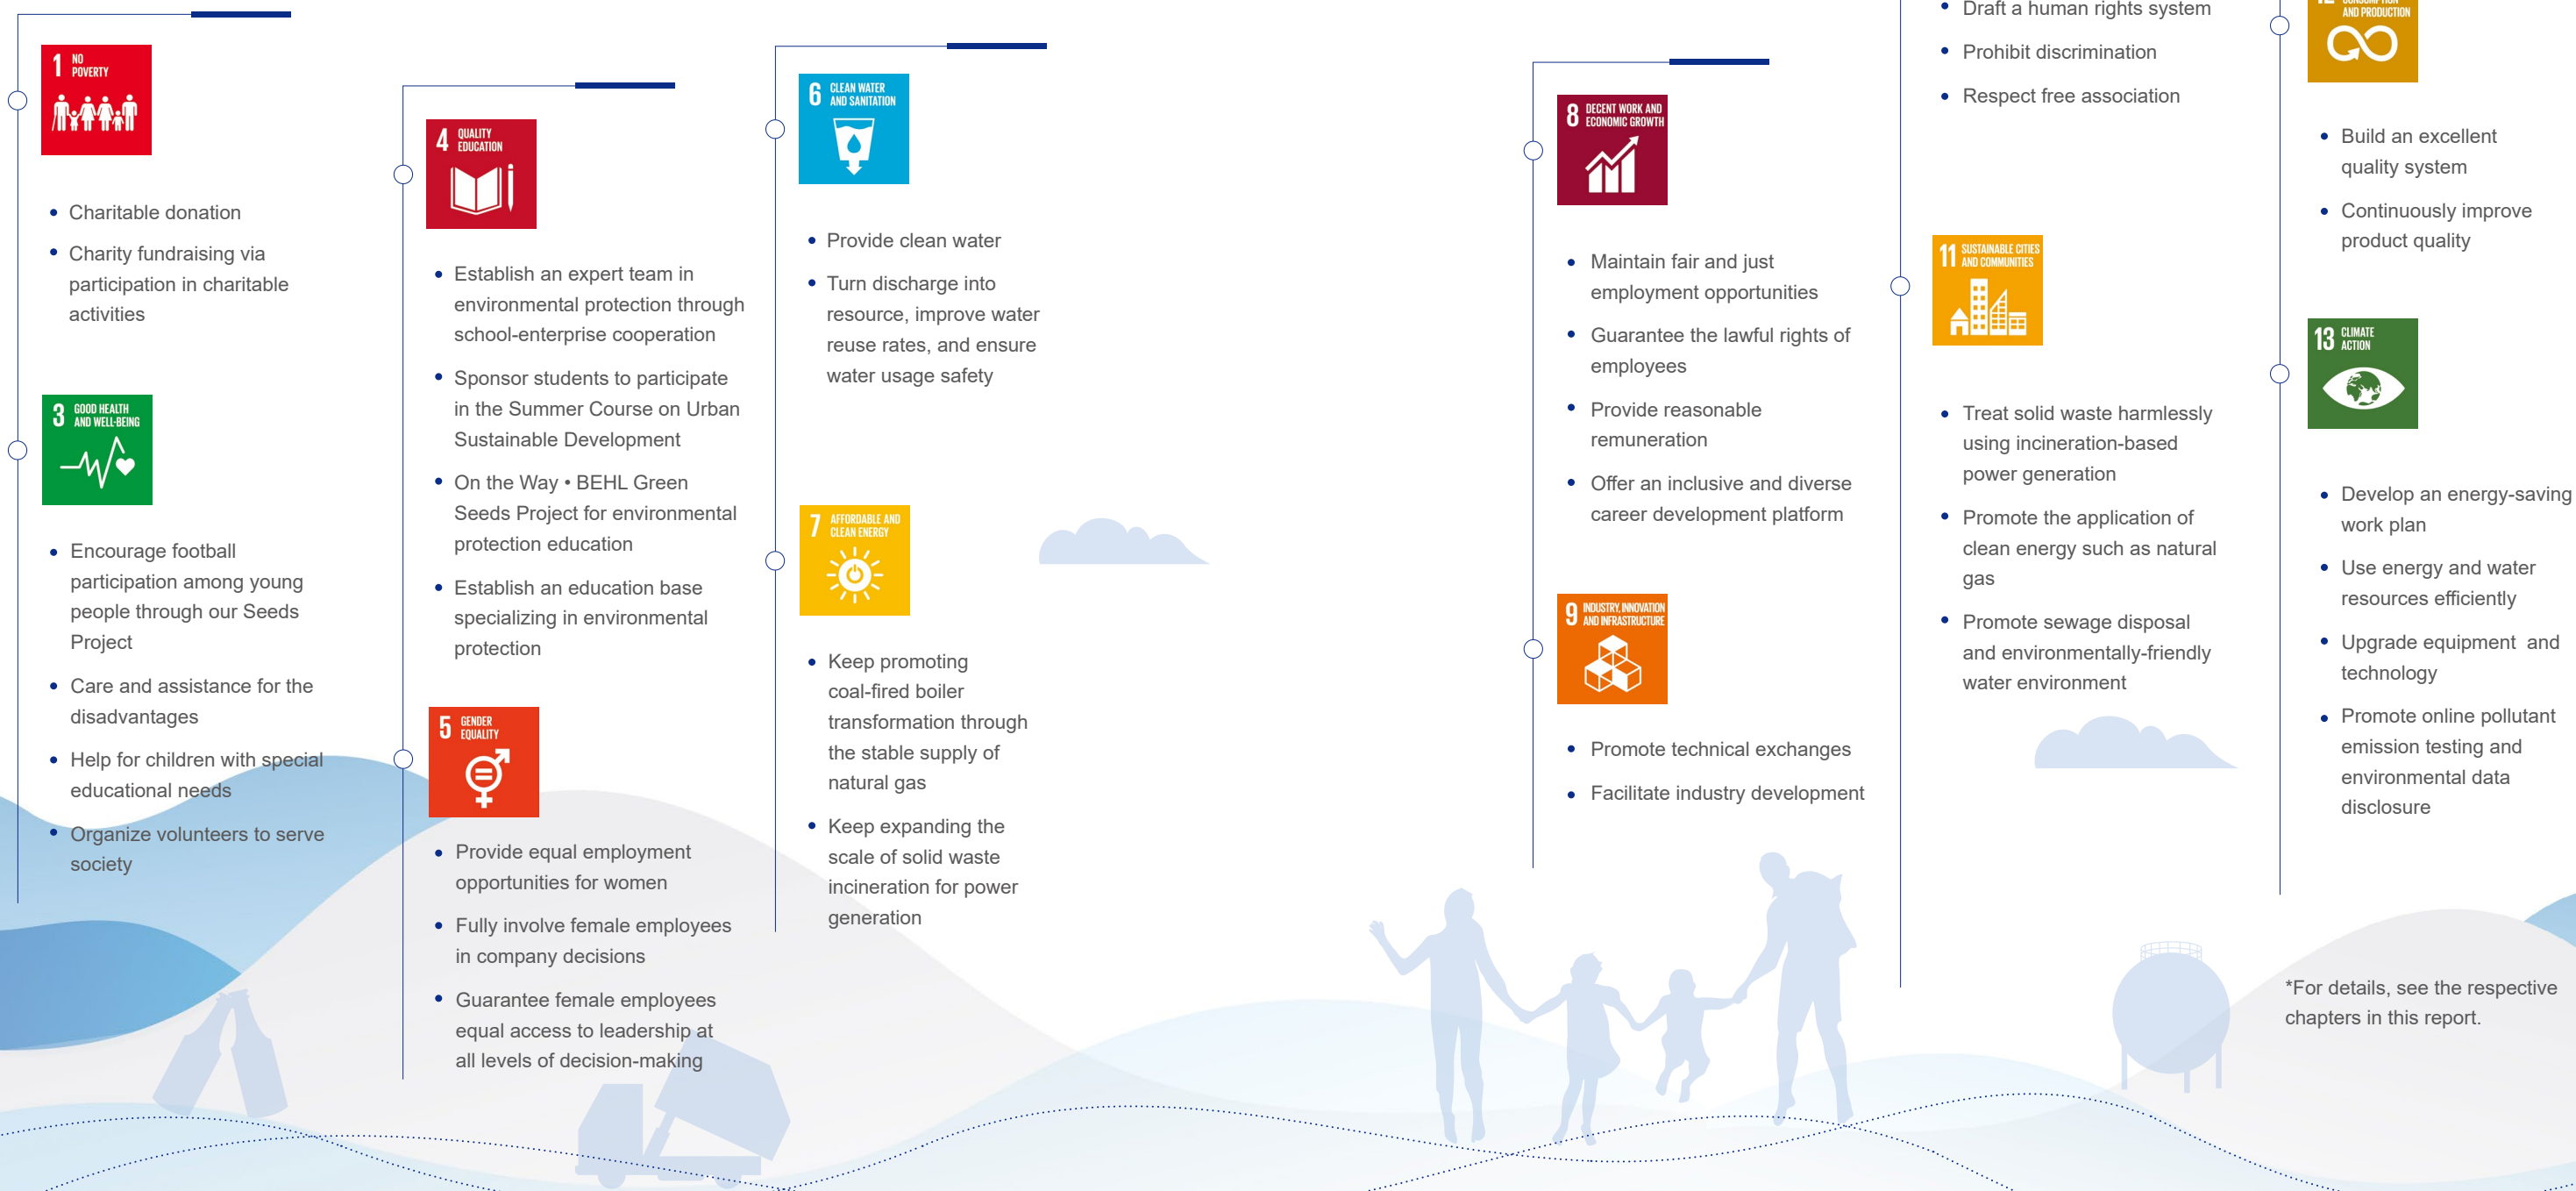 1 NO
POVERTY
Charitable donation
Charity fundraising via
participation in charitable
activities
3 GOOD HEALTH
AND WELL-BEING
Encourage football
participation among young
people through our Seeds
Project
Care and assistance for the
disadvantages
Help for children with special
educational needs
Organize volunteers to serve
society
4 QUALITY
EDUCATION
Establish an expert team in
environmental protection through
school-enterprise cooperation
Sponsor students to participate
in the Summer Course on Urban
Sustainable Development
On the Way • BEHL Green
Seeds Project for environmental
protection education
Establish an education base
specializing in environmental
protection
5 GENDER
EQUALITY
Provide equal employment
opportunities for women
Fully involve female employees
in company decisions
Guarantee female employees
equal access to leadership at
all levels of decision-making
6 CLEAN WATER
AND SANITATION
Provide clean water
Turn discharge into
resource, improve water
reuse rates, and ensure
water usage safety
7 AFFORDABLE AND
CLEAN ENERGY
Keep promoting
coal-fired boiler
transformation through
the stable supply of
natural gas
Keep expanding the
scale of solid waste
incineration for power
generation
8 DECENT WORK AND
ECONOMIC GROWTH
Maintain fair and just
employment opportunities
Guarantee the lawful rights of
employees
Provide reasonable
remuneration
Offer an inclusive and diverse
career development platform
9 INDUSTRY, INNOVATION
AND INFRASTRUCTURE
Promote technical exchanges
Facilitate industry development
Draft a human rights system
Prohibit discrimination
Respect free association
11 SUSTAINABLE CITIES
AND COMMUNITIES
Treat solid waste harmlessly
using incineration-based
power generation
Promote the application of
clean energy such as natural
gas
Promote sewage disposal
and environmentally-friendly
water environment
AND PRODUCTION
Build an excellent
quality system
Continuously improve
product quality
13 CLIMATE
ACTION
Develop an energy-saving
work plan
Use energy and water
resources efficiently
Upgrade equipment and
technology
Promote online pollutant
emission testing and
environmental data
disclosure
*For details, see the respective
chapters in this report.